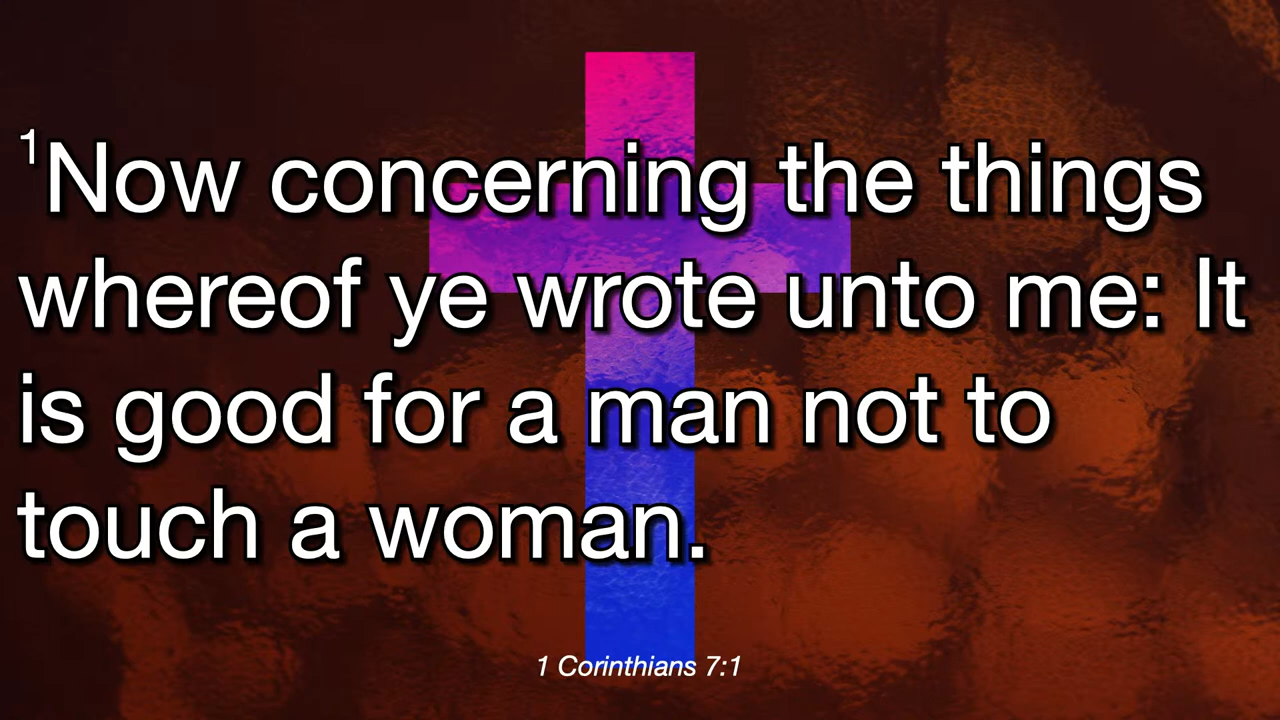 1Now concerning the things
whereof ye wrote unto me: It
is good for a man not to
touch a woman.
1 Corinthians 7:1